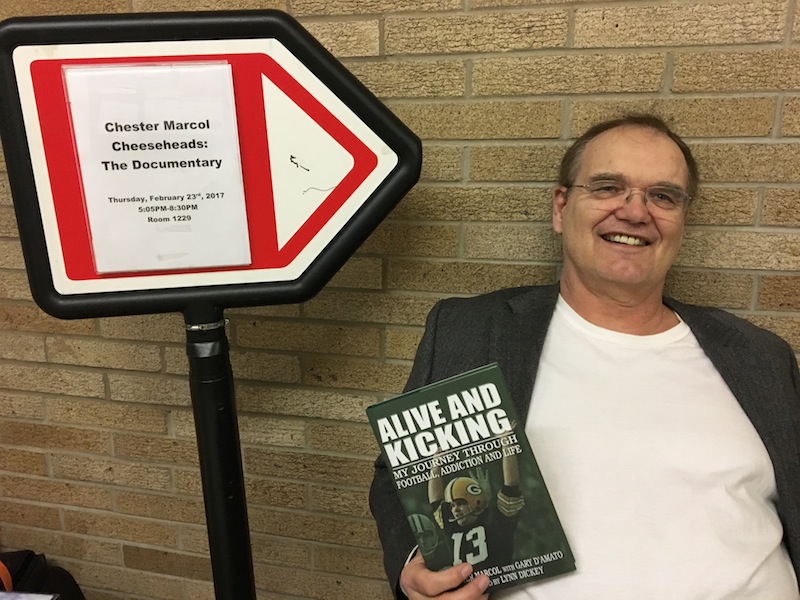 Chester Marcol
Cheeseheads:
The Documentary
Thursday, February 23rd, 2017
5:05PM-8:30PM
Room 1229
ALIVE AND
KICKING
MY JOURNEY THROUGH
FOOTBALL, ADDICTION AND LIFE
G
13
MARCOL WITH GARY D'AMATO
BY LYNN DICKEY